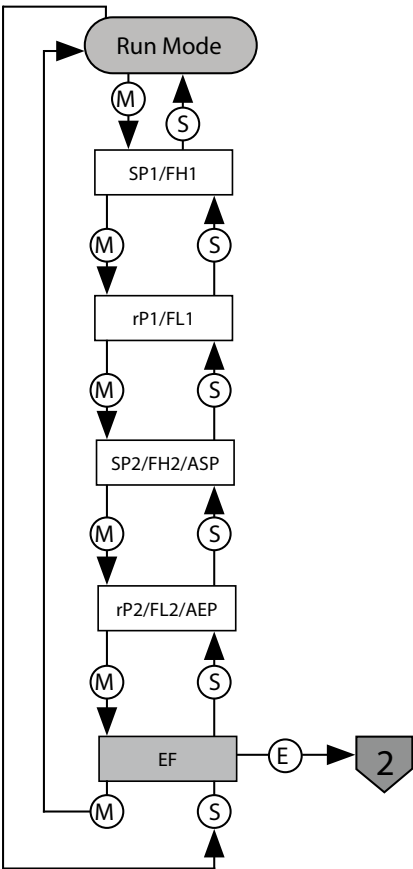 Run Mode
M
S
SP1/FH1
M
S
rP1/FL1
M
S
SP2/FH2/ASP
M
S
rP2/FL2/AEP
M
S
EF
E
2
M
S